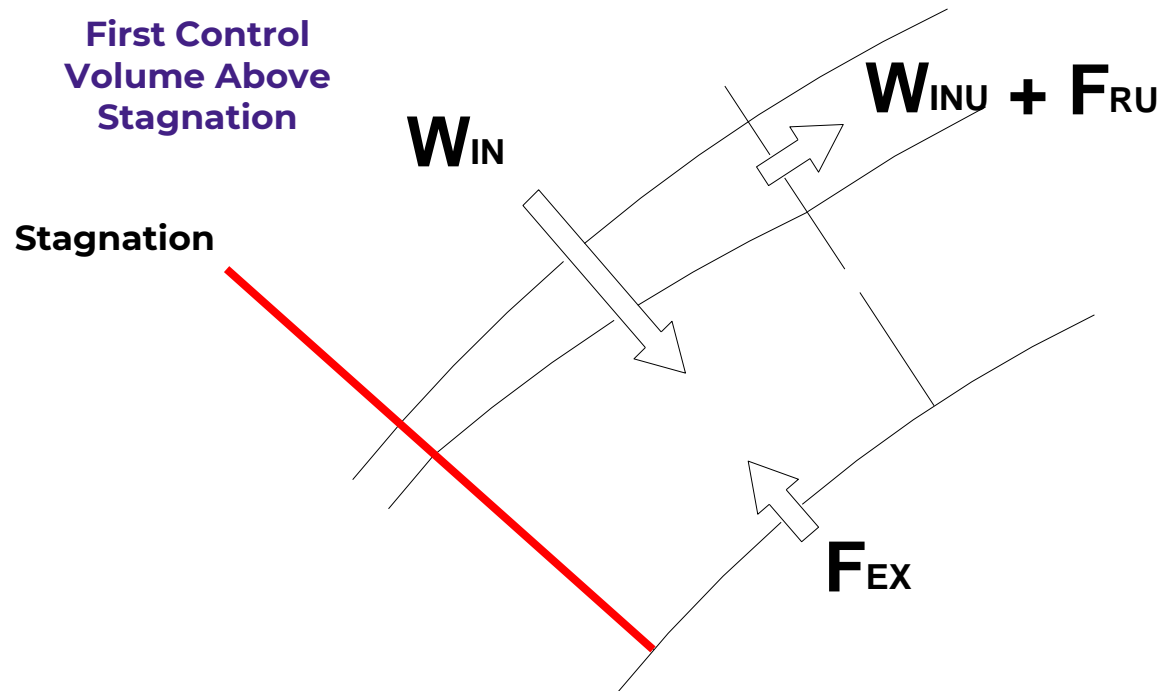 First Control
Volume Above
Stagnation
WINU + FRU
WIN
Stagnation
FEX